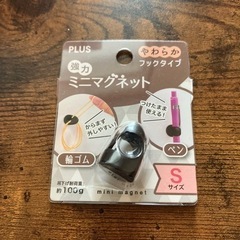 PLUS
やわらか
フックタイプ
強力
ミニマグネット
からまず
外しやすい!
つけたまま
使える!
輪ゴム
ペン
Sサイズ
吊下げ耐荷重
約100g
mini magnet